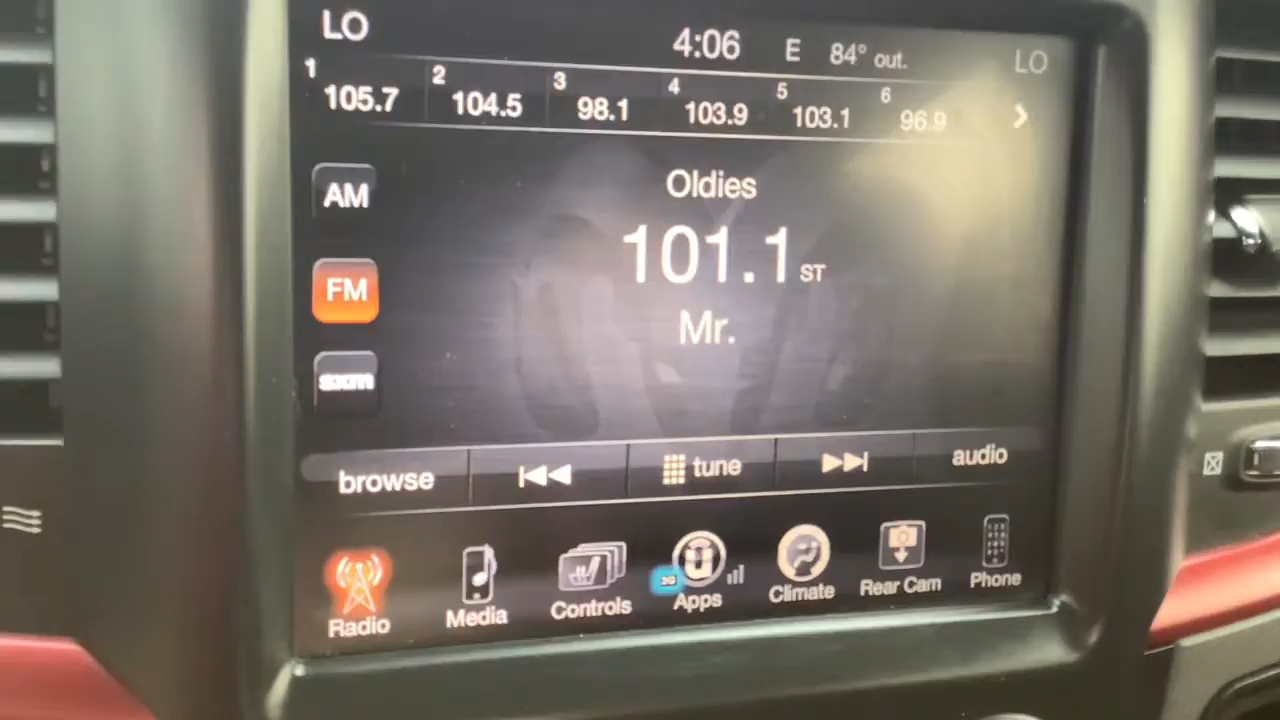 LO 4:06 E 84° out. LO
1 105.7 2 104.5 3 98.1 4 103.9 5 103.1 6 96.9
AM
Oldies
101.1 ST
FM
Mr.
sxm
browse tune audio
3G
Radio Media Controls Apps Climate Rear Cam Phone